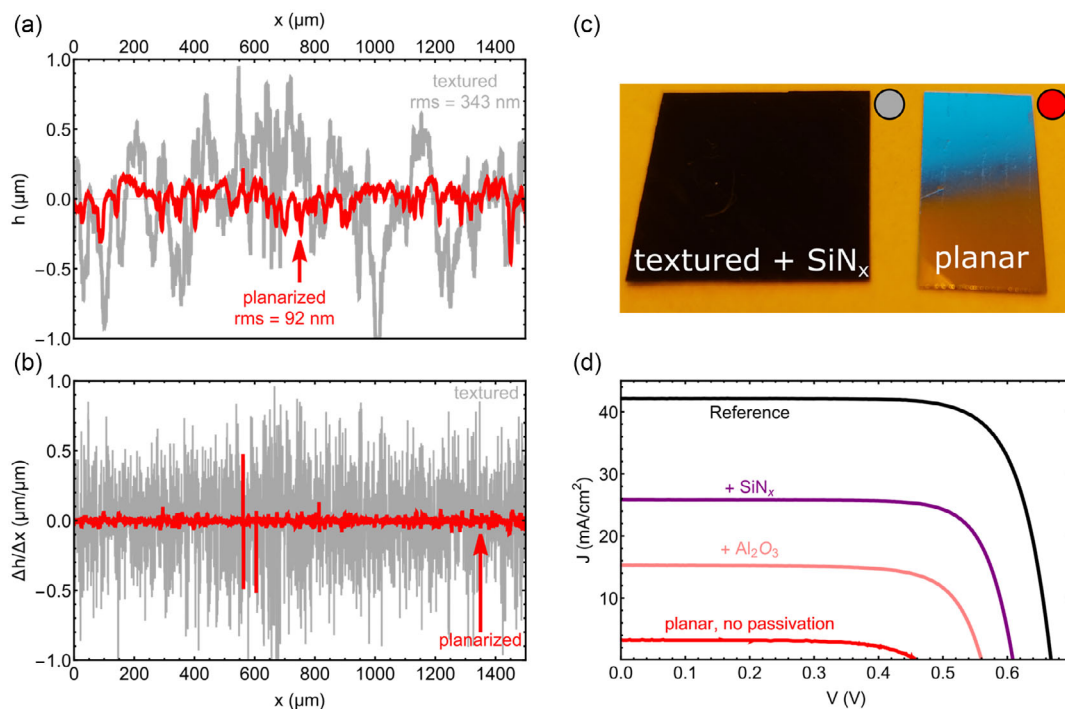 (a)
x (µm)
0 200 400 600 800 1000 1200 1400
1.0
0.5
0.0
−0.5
−1.0
h (µm)
textured
rms = 343 nm
planarized
rms = 92 nm
(b)
1.0
0.5
0.0
−0.5
−1.0
Δh/Δx (µm/µm)
textured
planarized
0 200 400 600 800 1000 1200 1400
x (µm)
(c)
textured + SiNx
planar
(d)
40
30
20
10
0
J (mA/cm²)
Reference
+ SiNx
+ Al2O3
planar, no passivation
0.0 0.1 0.2 0.3 0.4 0.5 0.6
V (V)